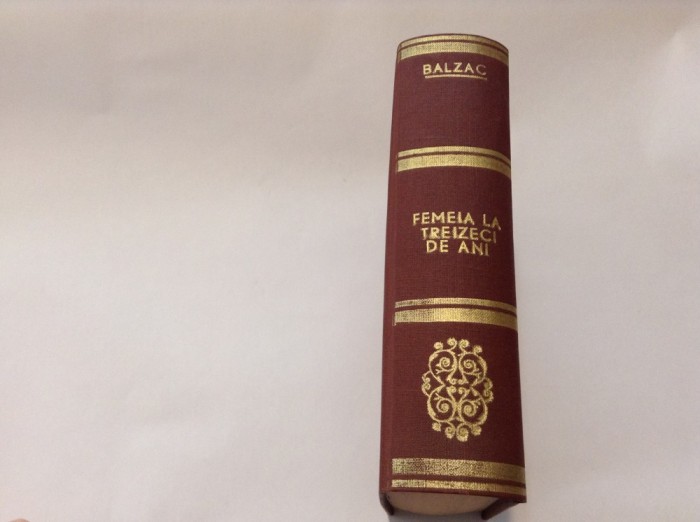 BALZAC
FEMEIA LA
TREIZECI
DE ANI